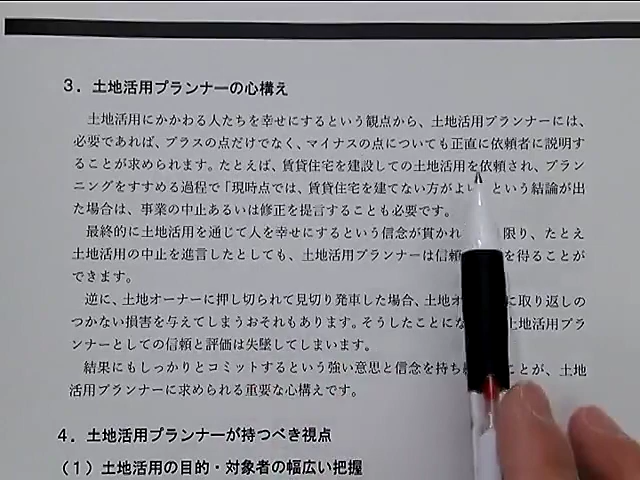 3．土地活用プランナーの心構え
土地活用にかかわる人たちを幸せにするという観点から、土地活用プランナーには、
必要であれば、プラスの点だけでなく、マイナスの点についても正直に依頼者に説明す
ることが求められます。たとえば、賃貸住宅を建設しての土地活用を依頼され、プラン
ニングをすすめる過程で「現時点では、賃貸住宅を建てない方がよい」という結論が出
た場合は、事業の中止あるいは修正を提言することも必要です。
最終的に土地活用を通じて人を幸せにするという信念が貫かれ 限り、たとえ
土地活用の中止を進言したとしても、土地活用プランナーは信頼 を得ることが
できます。
逆に、土地オーナーに押し切られて見切り発車した場合、土地オ に取り返しの
つかない損害を与えてしまうおそれもあります。そうしたことにな 土地活用プラ
ンナーとしての信頼と評価は失墜してしまいます。
結果にもしっかりとコミットするという強い意思と信念を持ち ことが、土地
活用プランナーに求められる重要な心構えです。
4．土地活用プランナーが持つべき視点
（1）土地活用の目的・対象者の幅広い把握